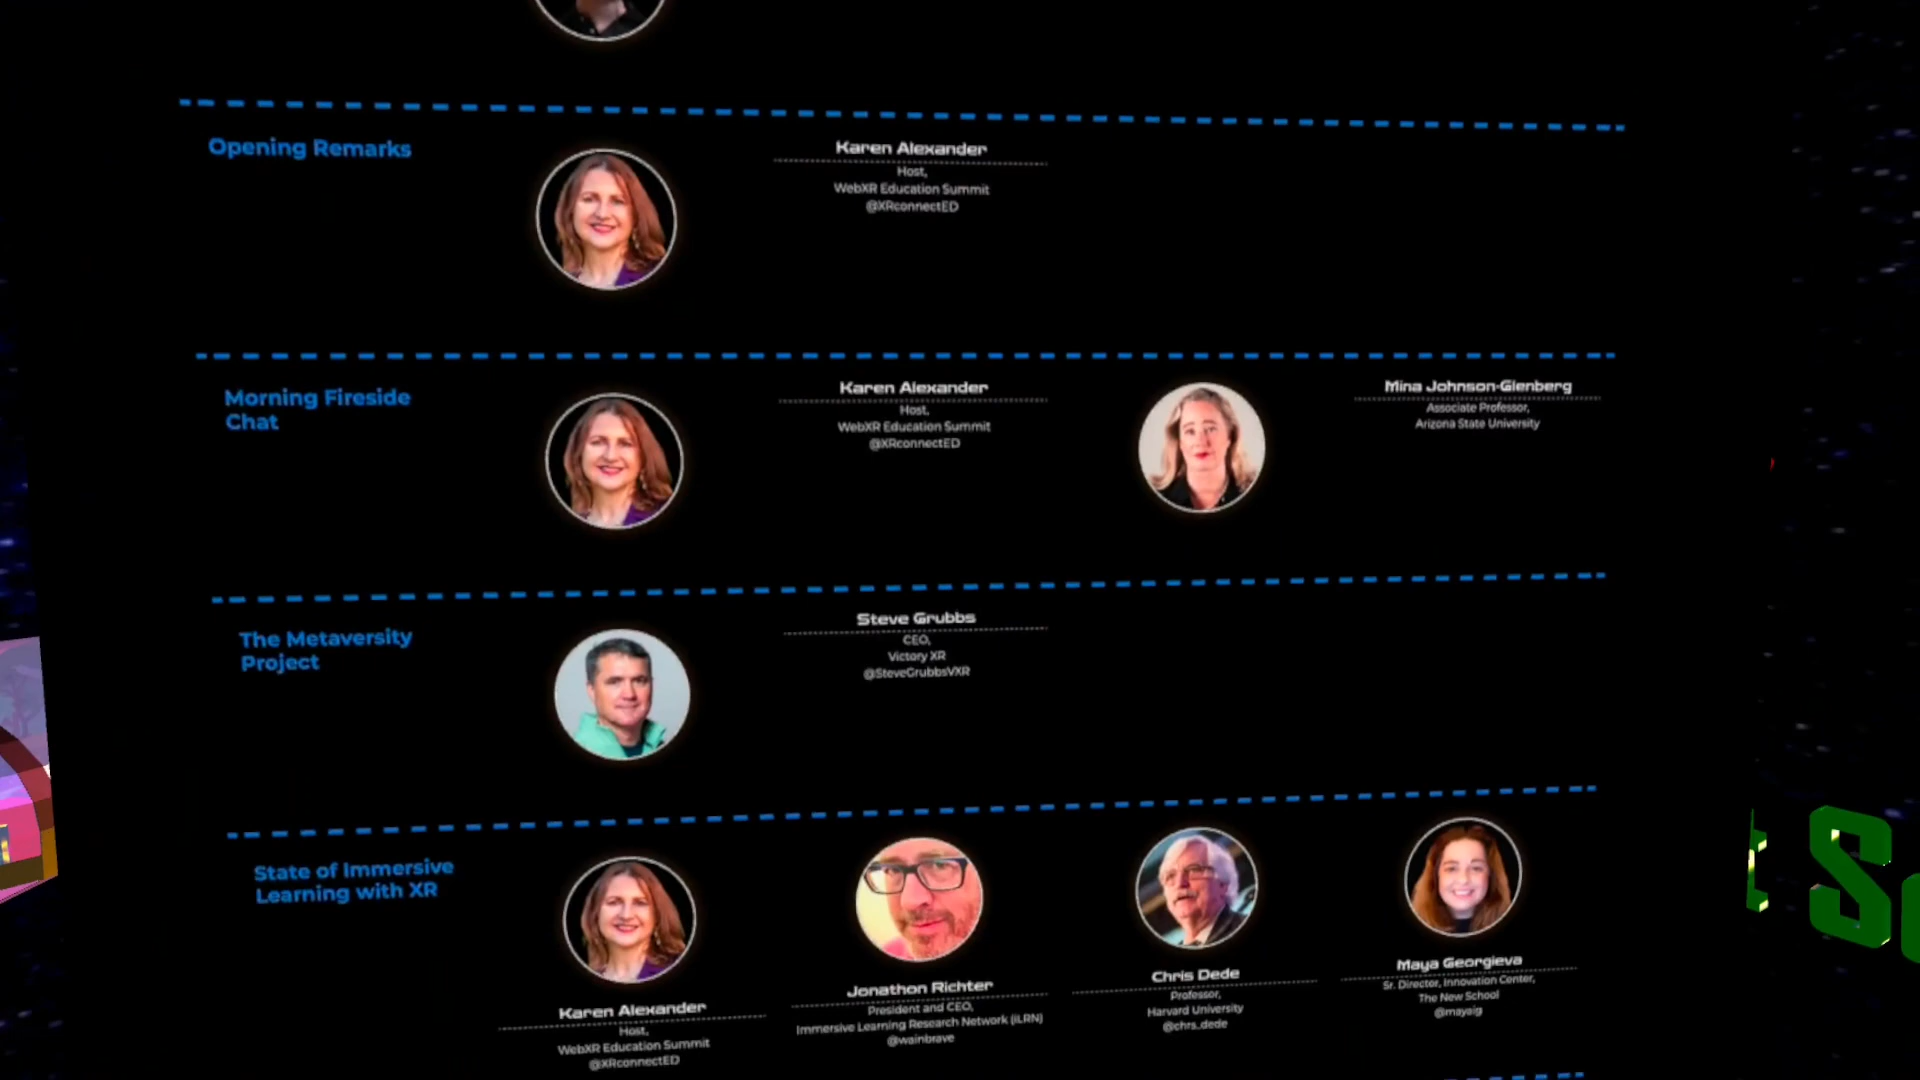 Opening Remarks
Karen Alexander
Host,
WebXR Education Summit
@XRconnectED
Morning Fireside
Chat
Karen Alexander
Host,
WebXR Education Summit
@XRconnectED
Mina Johnson-Glenberg
Associate Professor,
Arizona State University
The Metaversity
Project
Steve Grubbs
CEO,
Victory XR
@SteveGrubbsVXR
State of Immersive
Learning with XR
Karen Alexander
Host,
WebXR Education Summit
@XRconnectED
Jonathon Richter
President and CEO,
Immersive Learning Research Network (iLRN)
@wainbrave
Chris Dede
Professor,
Harvard University
@chrs_dede
Maya Georgieva
Sr. Director, Innovation Center,
The New School
@mayaig